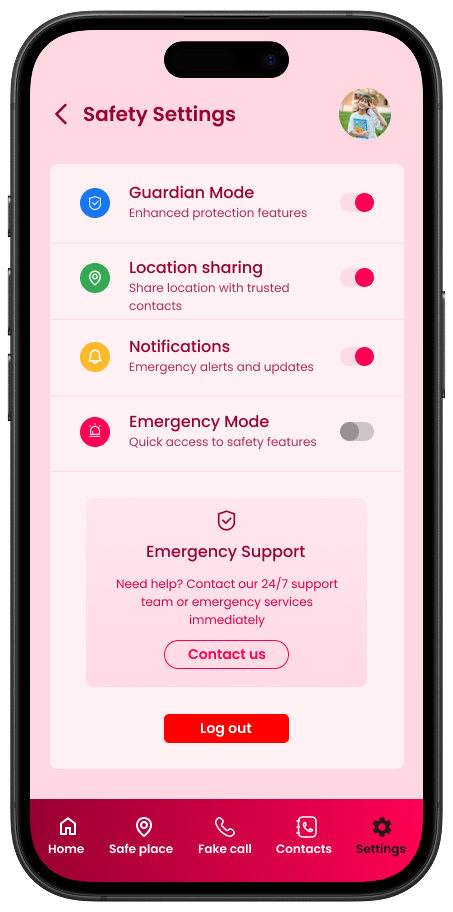 Safety Settings
Guardian Mode
Enhanced protection features
Location sharing
Share location with trusted
contacts
Notifications
Emergency alerts and updates
Emergency Mode
Quick access to safety features
Emergency Support
Need help? Contact our 24/7 support
team or emergency services
immediately
Contact us
Log out
Home Safe place Fake call Contacts Settings